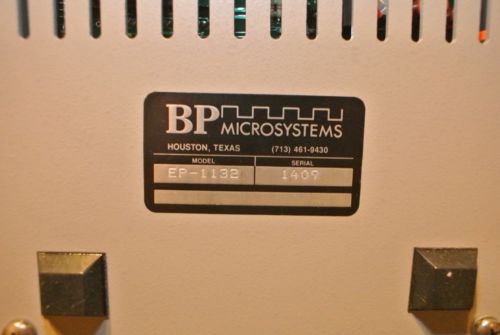 BP MICROSYSTEMS
HOUSTON, TEXAS (713) 461-9430
MODEL SERIAL
EP-1132 1409